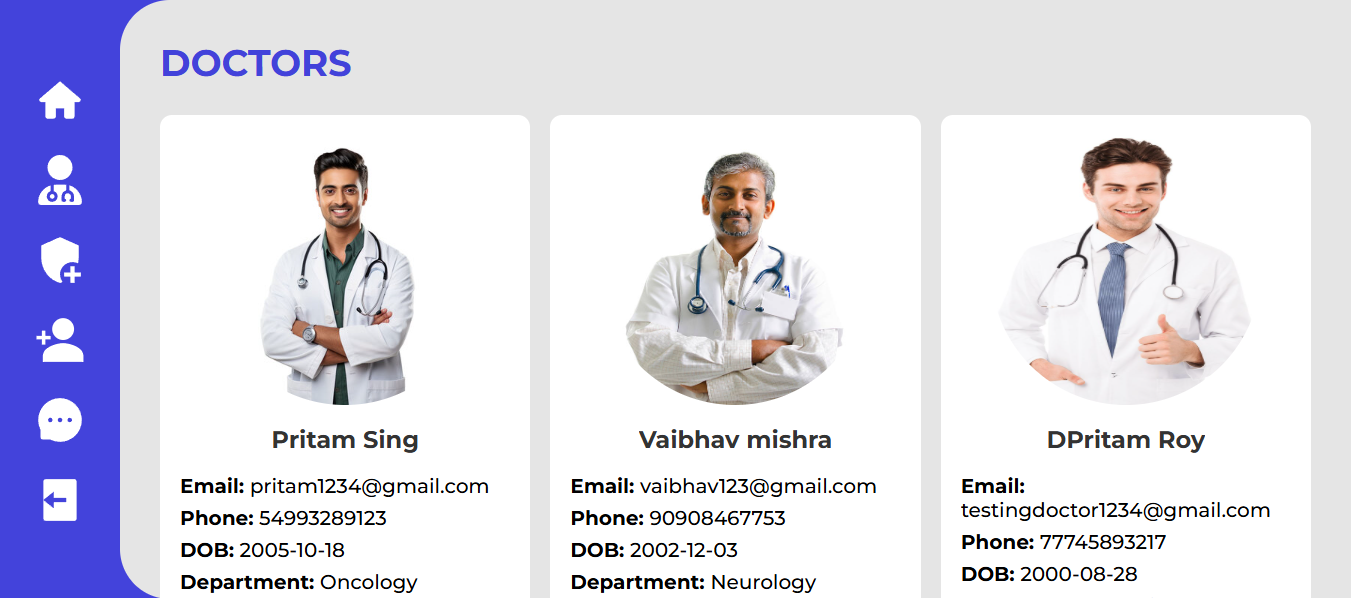 DOCTORS
Pritam Sing
Email: pritam1234@gmail.com
Phone: 54993289123
DOB: 2005-10-18
Department: Oncology
Vaibhav mishra
Email: vaibhav123@gmail.com
Phone: 90908467753
DOB: 2002-12-03
Department: Neurology
DPritam Roy
Email:
testingdoctor1234@gmail.com
Phone: 77745893217
DOB: 2000-08-28